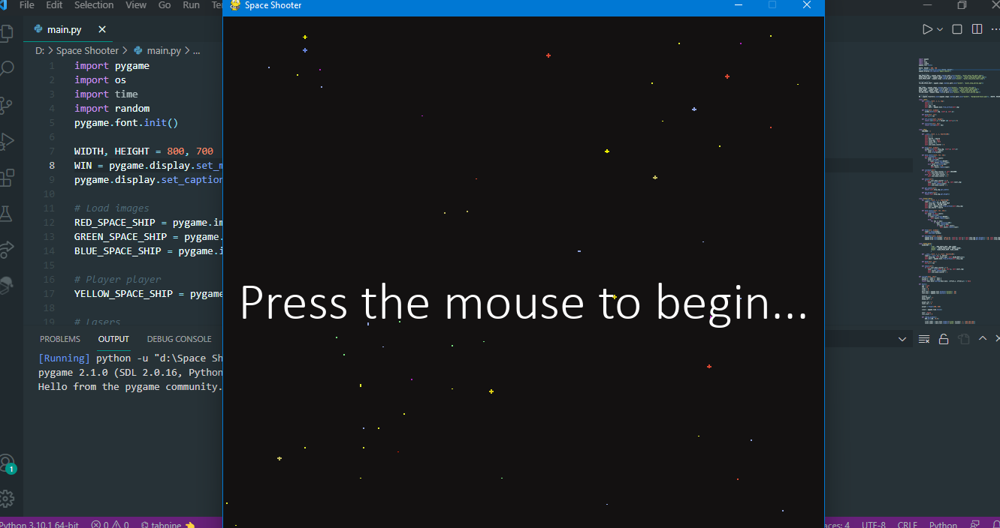 File Edit Selection View Go Run
Space Shooter
main.py
D: > Space Shooter > main.py > ...
1 import pygame
2 import os
3 import time
4 import random
5 pygame.font.init()
6
7 WIDTH, HEIGHT = 800, 700
8 WIN = pygame.display.set_m
9 pygame.display.set_caption
10
11 # Load images
12 RED_SPACE_SHIP = pygame.im
13 GREEN_SPACE_SHIP = pygame.
14 BLUE_SPACE_SHIP = pygame.i
15
16 # Player player
17 YELLOW_SPACE_SHIP = pygame
18
19 # Lasers
Press the mouse to begin...
PROBLEMS OUTPUT DEBUG CONSOLE
[Running] python -u "d:\Space Sh
pygame 2.1.0 (SDL 2.0.16, Python
Hello from the pygame community.
1
Python 3.10.1 64-bit 0 0 tabnine
aces: 4 UTF-8 CRLF Python